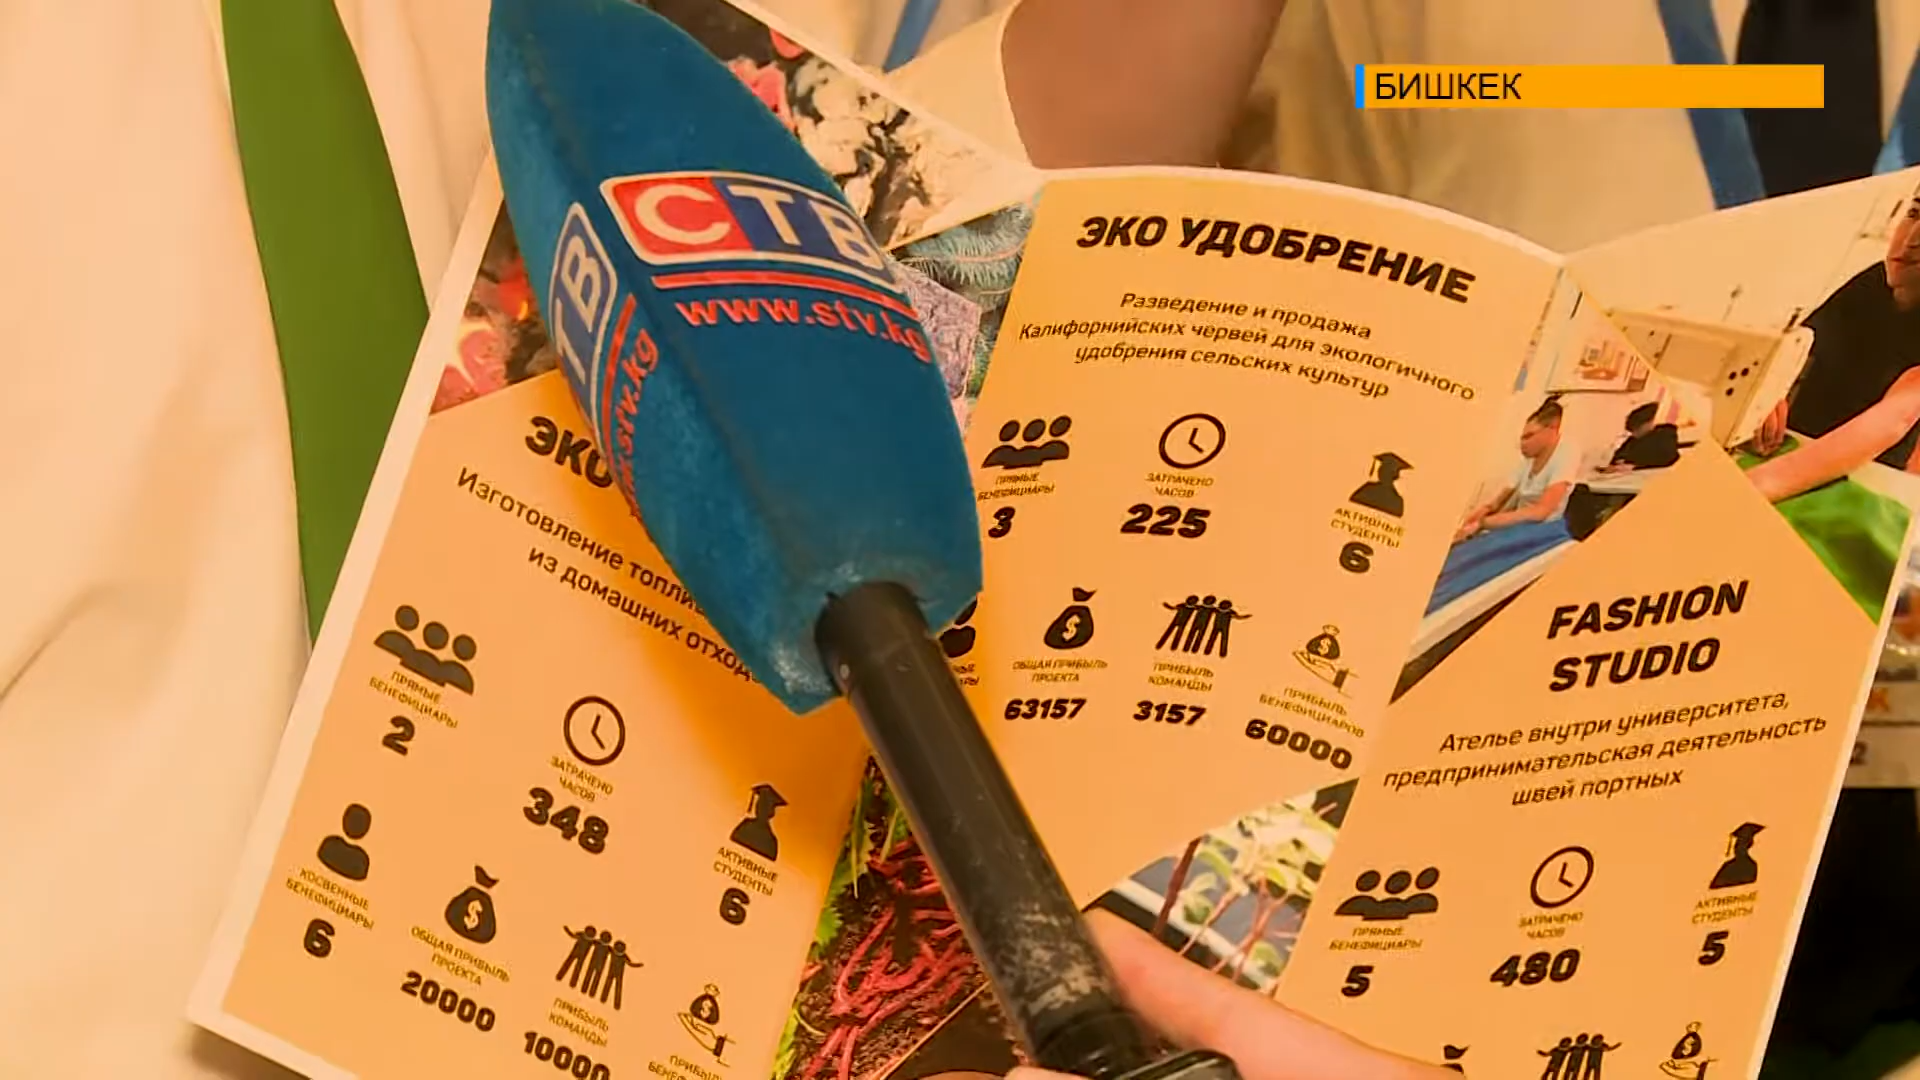 БИШКЕК
СТВ
www.stv.kg
ТВ
stv.kg
ЭКО
Изготовление
из домашних
ПРЯМЫЕ
БЕНЕФИЦИАРЫ
2
ЗАТРАЧЕНО
ЧАСОВ
348
АКТИВНЫЕ
СТУДЕНТЫ
6
КОСВЕННЫЕ
БЕНЕФИЦИАРЫ
6
ОБЩАЯ ПРИБЫЛЬ
ПРОЕКТА
20000
ПРИБЫЛЬ
КОМАНДЫ
10000
ЭКО УДОБРЕНИЕ
Разведение и продажа
Калифорнийских червей для экологичного
удобрения сельских культур
ПРЯМЫЕ
БЕНЕФИЦИАРЫ
3
ЗАТРАЧЕНО
ЧАСОВ
225
АКТИВНЫЕ
СТУДЕНТЫ
6
ОБЩАЯ ПРИБЫЛЬ
ПРОЕКТА
63157
ПРИБЫЛЬ
КОМАНДЫ
3157
ПРИБЫЛЬ
БЕНЕФИЦИАРОВ
60000
FASHION
STUDIO
Ателье внутри университета,
предпринимательская деятельность
швей портных
ПРЯМЫЕ
БЕНЕФИЦИАРЫ
5
ЗАТРАЧЕНО
ЧАСОВ
480
АКТИВНЫЕ
СТУДЕНТЫ
5